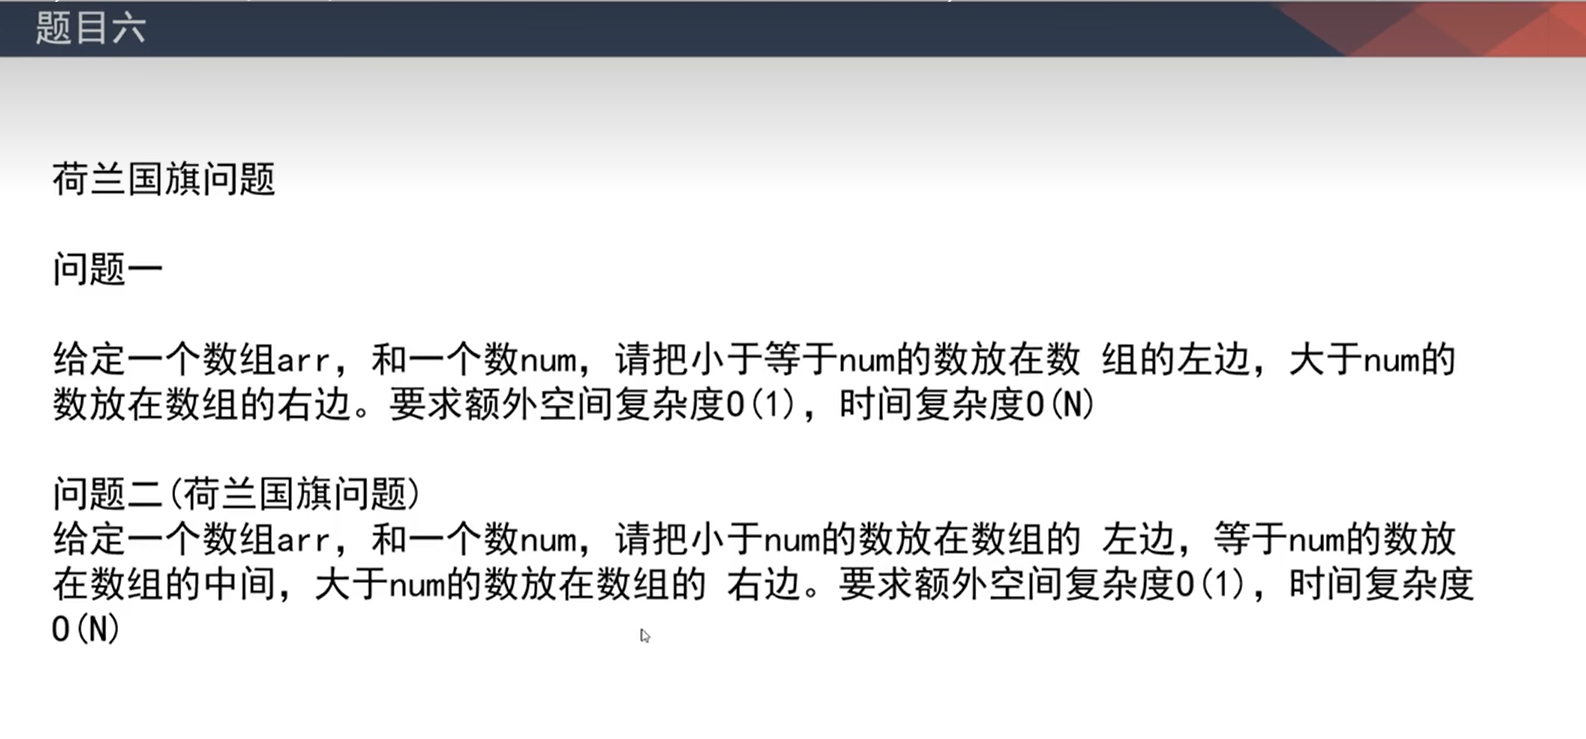 题目六
荷兰国旗问题
问题一
给定一个数组arr，和一个数num，请把小于等于num的数放在数 组的左边，大于num的
数放在数组的右边。要求额外空间复杂度O(1)，时间复杂度O(N)
问题二(荷兰国旗问题)
给定一个数组arr，和一个数num，请把小于num的数放在数组的 左边，等于num的数放
在数组的中间，大于num的数放在数组的 右边。要求额外空间复杂度O(1)，时间复杂度
O(N)